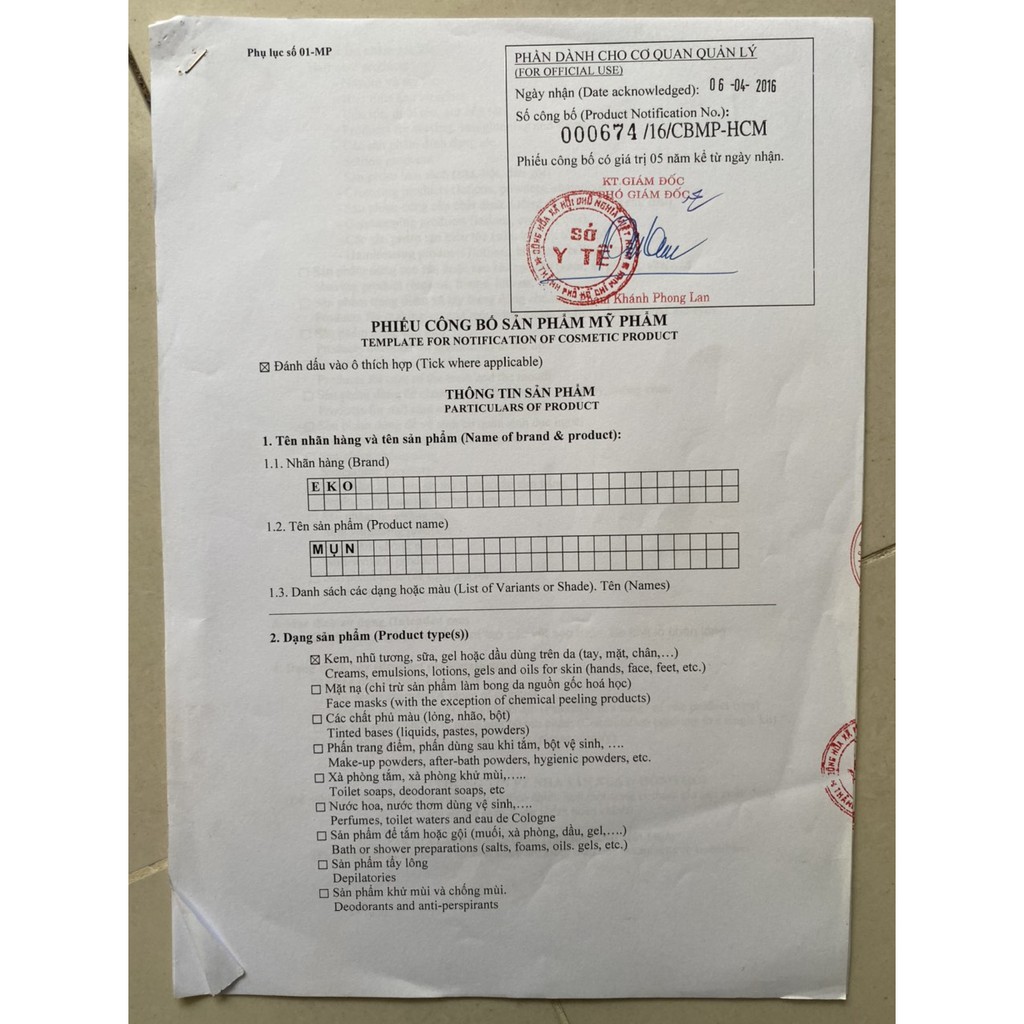 Phụ lục số 01-MP
PHẦN DÀNH CHO CƠ QUAN QUẢN LÝ
(FOR OFFICIAL USE)
Ngày nhận (Date acknowledged): 06 -04- 2016
Số công bố (Product Notification No.):
000674 /16/CBMP-HCM
Phiếu công bố có giá trị 05 năm kể từ ngày nhận.
KT.GIÁM ĐỐC
PHÓ GIÁM ĐỐC
SỞ
Y TẾ
Khánh Phong Lan
PHIẾU CÔNG BỐ SẢN PHẨM MỸ PHẨM
TEMPLATE FOR NOTIFICATION OF COSMETIC PRODUCT
☒ Đánh dấu vào ô thích hợp (Tick where applicable)
THÔNG TIN SẢN PHẨM
PARTICULARS OF PRODUCT
1. Tên nhãn hàng và tên sản phẩm (Name of brand & product):
1.1. Nhãn hàng (Brand)
E K O
1.2. Tên sản phẩm (Product name)
M Ụ N
1.3. Danh sách các dạng hoặc màu (List of Variants or Shade). Tên (Names)
2. Dạng sản phẩm (Product type(s))
☒ Kem, nhũ tương, sữa, gel hoặc dầu dùng trên da (tay, mặt, chân,…)
Creams, emulsions, lotions, gels and oils for skin (hands, face, feet, etc.)
☐ Mặt nạ (chỉ trừ sản phẩm làm bong da nguồn gốc hoá học)
Face masks (with the exception of chemical peeling products)
☐ Các chất phủ màu (lỏng, nhão, bột)
Tinted bases (liquids, pastes, powders)
☐ Phấn trang điểm, phấn dùng sau khi tắm, bột vệ sinh, ….
Make-up powders, after-bath powders, hygienic powders, etc.
☐ Xà phòng tắm, xà phòng khử mùi,…..
Toilet soaps, deodorant soaps, etc
☐ Nước hoa, nước thơm dùng vệ sinh,….
Perfumes, toilet waters and eau de Cologne
☐ Sản phẩm để tắm hoặc gội (muối, xà phòng, dầu, gel,….)
Bath or shower preparations (salts, foams, oils. gels, etc.)
☐ Sản phẩm tẩy lông
Depilatories
☐ Sản phẩm khử mùi và chống mùi.
Deodorants and anti-perspirants